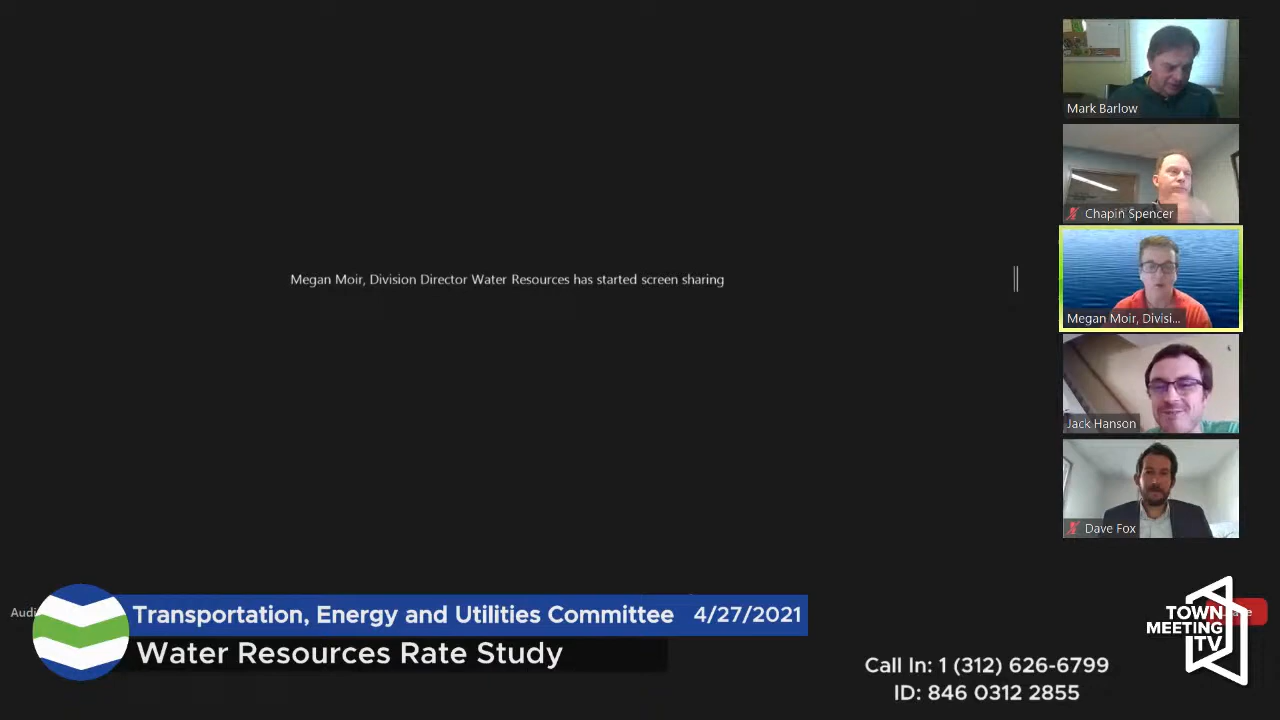 Mark Barlow
Chapin Spencer
Megan Moir, Division Director Water Resources has started screen sharing
Megan Moir, Divisi...
Jack Hanson
Dave Fox
Transportation, Energy and Utilities Committee 4/27/2021
Water Resources Rate Study
TOWN
MEETING
TV
Call In: 1 (312) 626-6799
ID: 846 0312 2855